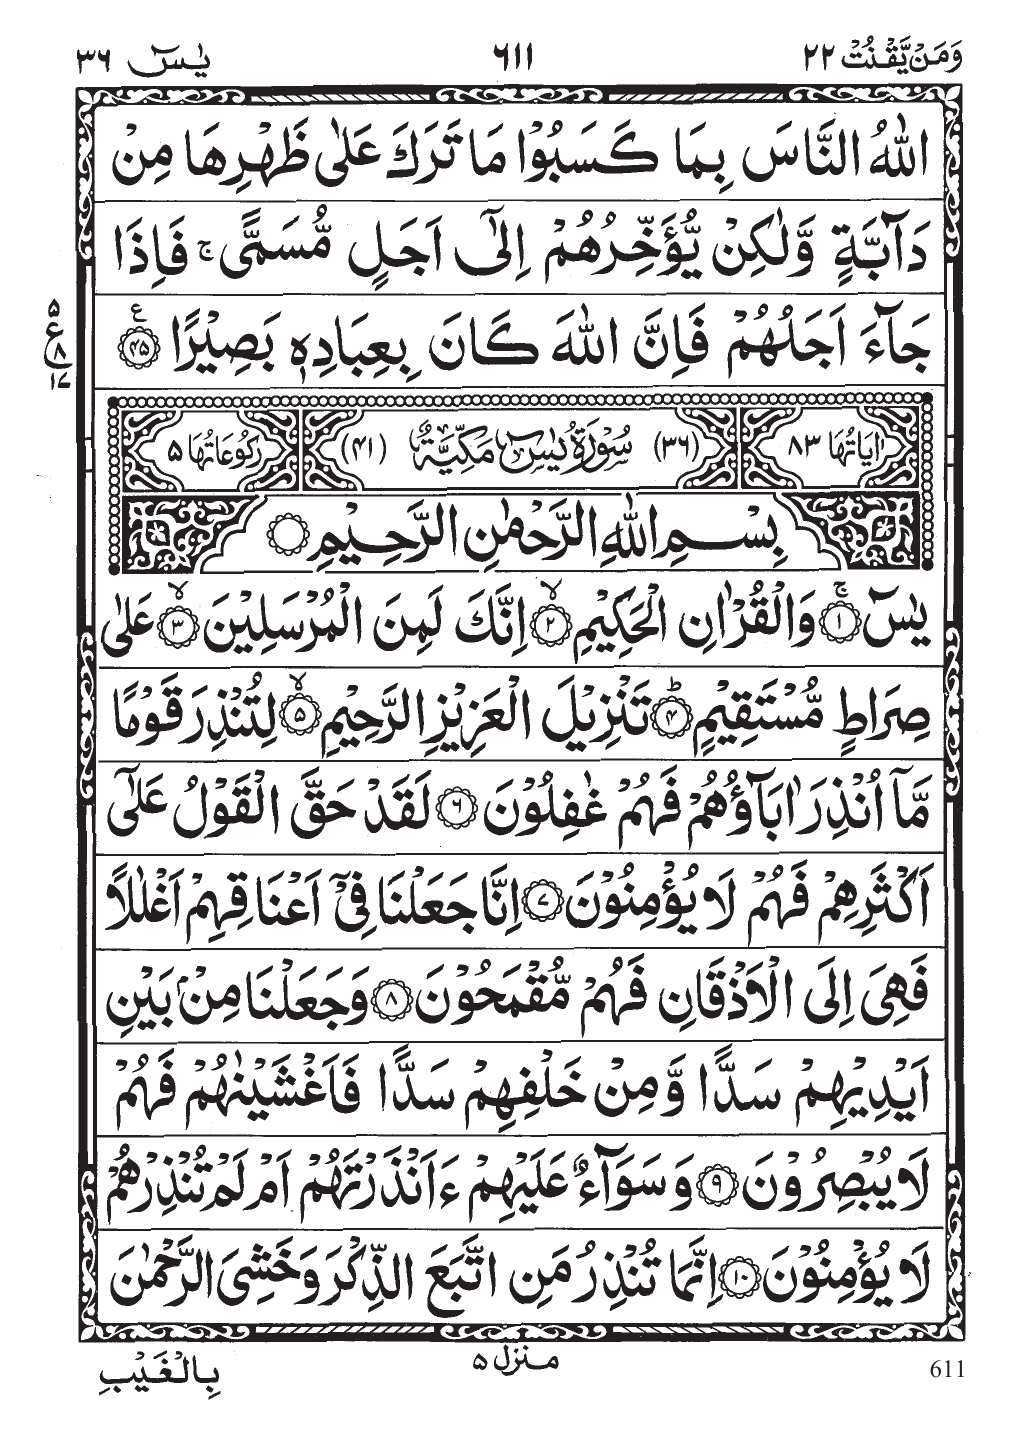 وَمَنْ يَّقْنُتْ ٢٢
٦١١
يٰسٓ ٣٦
اللّٰهُ النَّاسَ بِمَا كَسَبُوْا مَا تَرَكَ عَلٰى ظَهْرِهَا مِنْ
دَآبَّةٍ وَّلٰكِنْ يُّؤَخِّرُهُمْ اِلٰٓى اَجَلٍ مُّسَمًّى ۚ فَاِذَا
جَآءَ اَجَلُهُمْ فَاِنَّ اللّٰهَ كَانَ بِعِبَادِهٖ بَصِيْرًا ۝٤٥ ع
٥
ع
٨
١٧
اٰيَاتُهَا ٨٣
(٣٦) سُوْرَةُ يٰسٓ مَكِّيَّةٌ (٤١)
رُكُوْعَاتُهَا ٥
بِسْمِ اللّٰهِ الرَّحْمٰنِ الرَّحِيْمِ ۝
يٰسٓ ۝١ ۚ وَالْقُرْاٰنِ الْحَكِيْمِ ۝٢ ۙ اِنَّكَ لَمِنَ الْمُرْسَلِيْنَ ۝٣ ۙ عَلٰى
صِرَاطٍ مُّسْتَقِيْمٍ ۝٤ ؕ تَنْزِيْلَ الْعَزِيْزِ الرَّحِيْمِ ۝٥ ۙ لِتُنْذِرَ قَوْمًا
مَّآ اُنْذِرَ اٰبَآؤُهُمْ فَهُمْ غٰفِلُوْنَ ۝٦ لَقَدْ حَقَّ الْقَوْلُ عَلٰٓى
اَكْثَرِهِمْ فَهُمْ لَا يُؤْمِنُوْنَ ۝٧ اِنَّا جَعَلْنَا فِيْٓ اَعْنَاقِهِمْ اَغْلٰلًا
فَهِيَ اِلَى الْاَذْقَانِ فَهُمْ مُّقْمَحُوْنَ ۝٨ وَجَعَلْنَا مِنْۢ بَيْنِ
اَيْدِيْهِمْ سَدًّا وَّمِنْ خَلْفِهِمْ سَدًّا فَاَغْشَيْنٰهُمْ فَهُمْ
لَا يُبْصِرُوْنَ ۝٩ وَسَوَآءٌ عَلَيْهِمْ ءَاَنْذَرْتَهُمْ اَمْ لَمْ تُنْذِرْهُمْ
لَا يُؤْمِنُوْنَ ۝١٠ اِنَّمَا تُنْذِرُ مَنِ اتَّبَعَ الذِّكْرَ وَخَشِيَ الرَّحْمٰنَ
بِالْغَيْبِ
منزل ٥
611